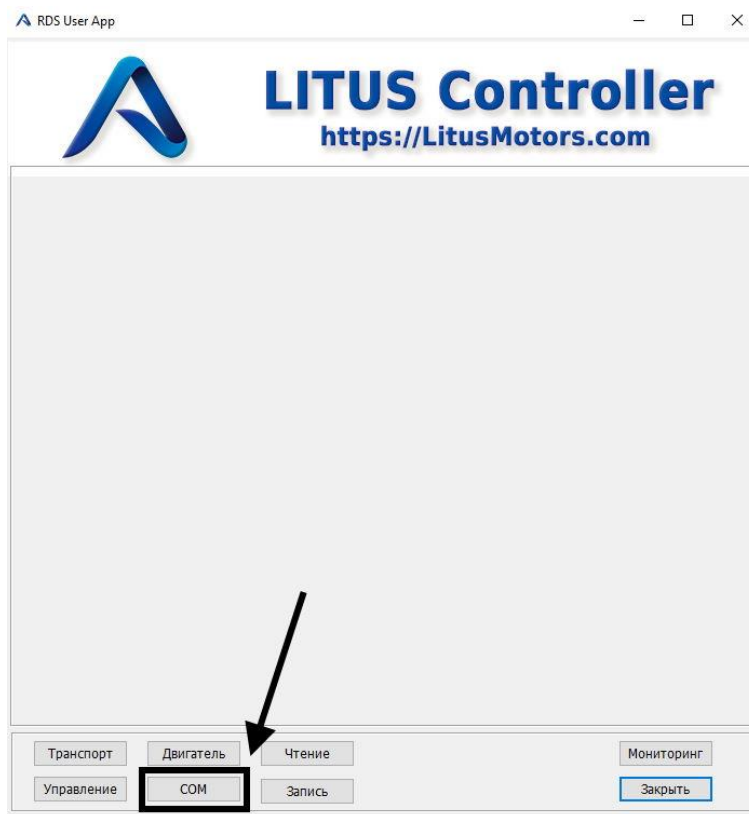 RDS User App
LITUS Controller
https://LitusMotors.com
Транспорт Двигатель Чтение Мониторинг
Управление COM Запись Закрыть